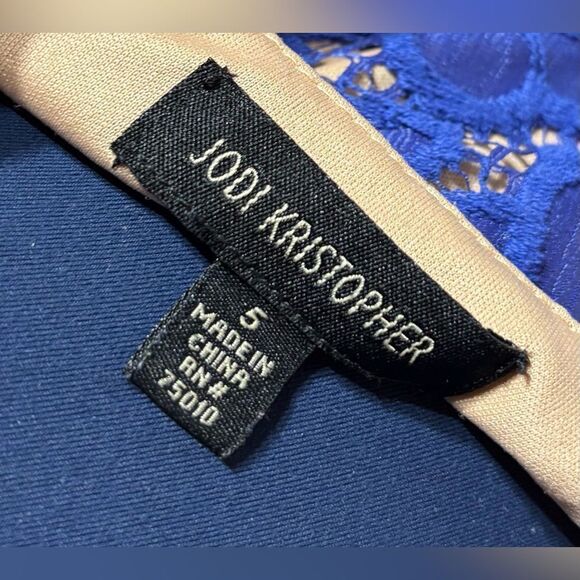 JODI KRISTOPHER
5
MADE IN
CHINA
RN#
75010